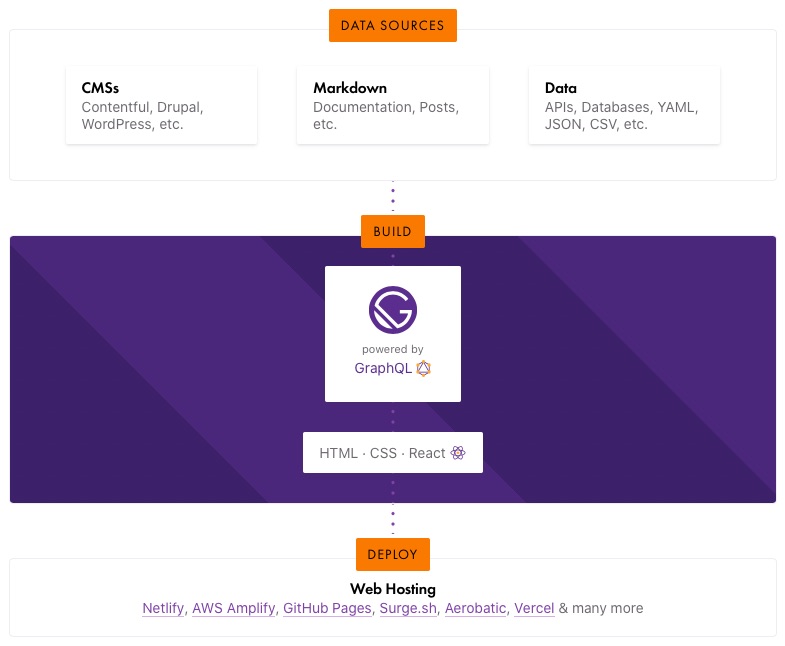 DATA SOURCES
CMSs
Contentful, Drupal,
WordPress, etc.
Markdown
Documentation, Posts,
etc.
Data
APIs, Databases, YAML,
JSON, CSV, etc.
BUILD
powered by
GraphQL
HTML · CSS · React
DEPLOY
Web Hosting
Netlify, AWS Amplify, GitHub Pages, Surge.sh, Aerobatic, Vercel & many more